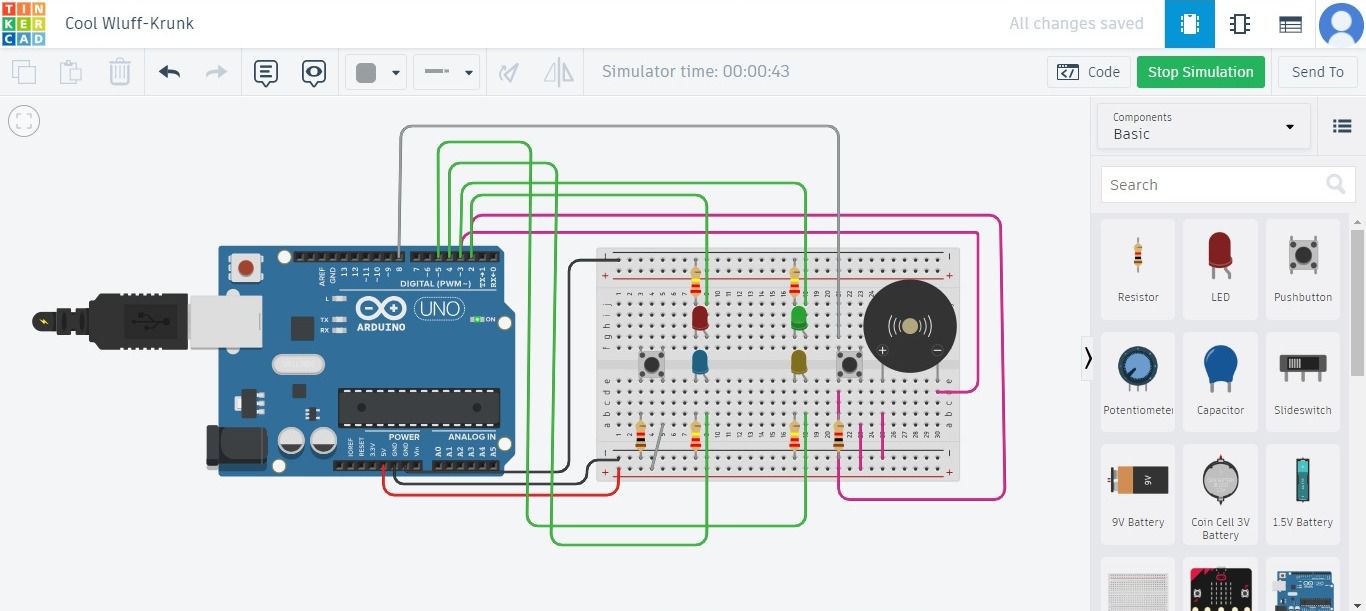 TIN
KER
CAD
Cool Wluff-Krunk
All changes saved
Simulator time: 00:00:43
Code
Stop Simulation
Send To
Components
Basic
Search
Resistor
LED
Pushbutton
Potentiometer
Capacitor
Slideswitch
9V
9V Battery
Coin Cell 3V
Battery
1.5V Battery
AREF
GND
13
12
~11
~10
~9
8
7
~6
~5
4
~3
2
TX→1
RX←0
DIGITAL (PWM~)
L
TX
RX
ARDUINO
UNO
ON
IOREF
RESET
3.3V
5V
GND
GND
Vin
POWER
A0
A1
A2
A3
A4
A5
ANALOG IN